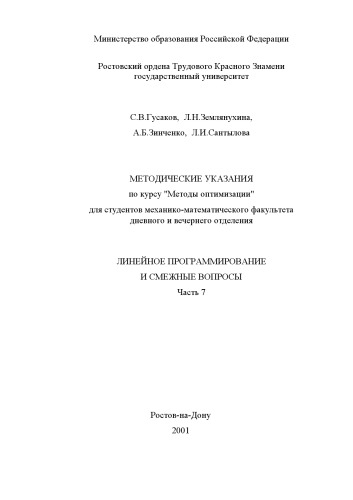 Министерство образования Российской Федерации
Ростовский ордена Трудового Красного Знамени
государственный университет
С.В.Гусаков, Л.Н.Землянухина,
А.Б.Зинченко, Л.И.Сантылова
МЕТОДИЧЕСКИЕ УКАЗАНИЯ
по курсу "Методы оптимизации"
для студентов механико-математического факультета
дневного и вечернего отделения
ЛИНЕЙНОЕ ПРОГРАММИРОВАНИЕ
И СМЕЖНЫЕ ВОПРОСЫ
Часть 7
Ростов-на-Дону
2001